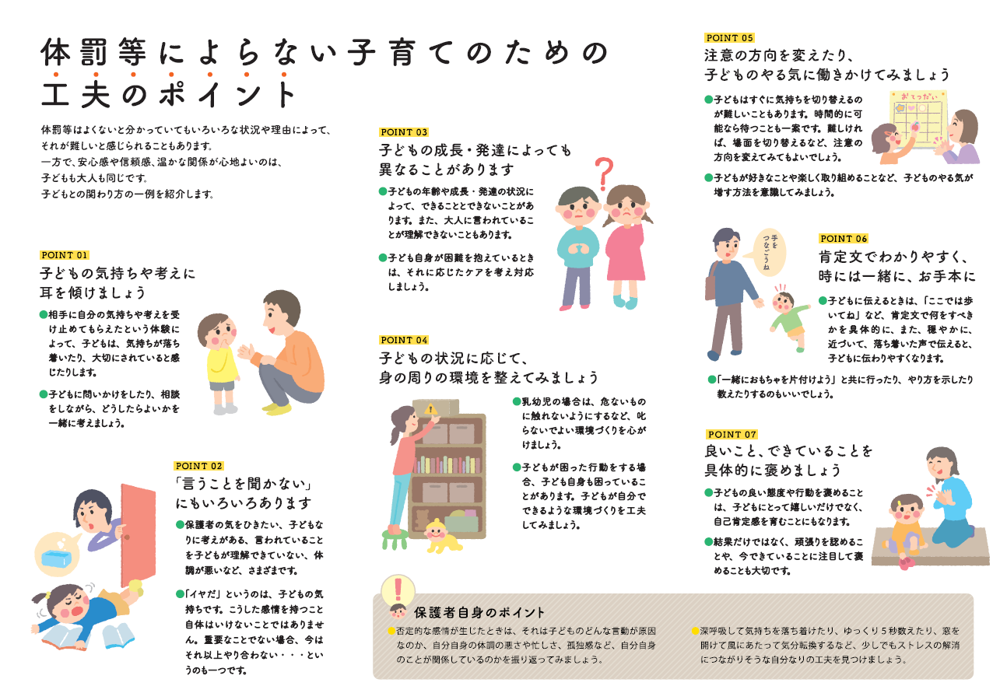 体罰等によらない子育てのための
工夫のポイント
体罰等はよくないと分かっていてもいろいろな状況や理由によって、
それが難しいと感じられることもあります。
一方で、安心感や信頼感、温かな関係が心地よいのは、
子どもも大人も同じです。
子どもとの関わり方の一例を紹介します。
POINT 01
子どもの気持ちや考えに
耳を傾けましょう
●相手に自分の気持ちや考えを受
け止めてもらえたという体験に
よって、子どもは、気持ちが落ち
着いたり、大切にされていると感
じたりします。
●子どもに問いかけをしたり、相談
をしながら、どうしたらよいかを
一緒に考えましょう。
POINT 02
「言うことを聞かない」
にもいろいろあります
●保護者の気をひきたい、子どもな
りに考えがある、言われていること
を子どもが理解できていない、体
調が悪いなど、さまざまです。
●「イヤだ」というのは、子どもの気
持ちです。こうした感情を持つこと
自体はいけないことではありませ
ん。重要なことでない場合、今は
それ以上やり合わない・・・とい
うのも一つです。
POINT 03
子どもの成長・発達によっても
異なることがあります
●子どもの年齢や成長・発達の状況に
よって、できることとできないことがあ
ります。また、大人に言われているこ
とが理解できないこともあります。
●子ども自身が困難を抱えているとき
は、それに応じたケアを考え対応
しましょう。
?
POINT 04
子どもの状況に応じて、
身の周りの環境を整えてみましょう
●乳幼児の場合は、危ないもの
に触れないようにするなど、叱
らないでよい環境づくりを心が
けましょう。
●子どもが困った行動をする場
合、子ども自身も困っているこ
とがあります。子どもが自分で
できるような環境づくりを工夫
してみましょう。
POINT 05
注意の方向を変えたり、
子どものやる気に働きかけてみましょう
●子どもはすぐに気持ちを切り替えるの
が難しいこともあります。時間的に可
能なら待つことも一案です。難しけれ
ば、場面を切り替えるなど、注意の
方向を変えてみてもよいでしょう。
●子どもが好きなことや楽しく取り組めることなど、子どものやる気が
増す方法を意識してみましょう。
おてつだい
手を
つなごうね
POINT 06
肯定文でわかりやすく、
時には一緒に、お手本に
●子どもに伝えるときは、「ここでは歩
いてね」など、肯定文で何をすべき
かを具体的に、また、穏やかに、
近づいて、落ち着いた声で伝えると、
子どもに伝わりやすくなります。
●「一緒におもちゃを片付けよう」と共に行ったり、やり方を示したり
教えたりするのもいいでしょう。
POINT 07
良いこと、できていることを
具体的に褒めましょう
●子どもの良い態度や行動を褒めること
は、子どもにとって嬉しいだけでなく、
自己肯定感を育むことにもなります。
●結果だけではなく、頑張りを認めるこ
とや、今できていることに注目して褒
めることも大切です。
保護者自身のポイント
●否定的な感情が生じたときは、それは子どものどんな言動が原因
なのか、自分自身の体調の悪さや忙しさ、孤独感など、自分自身
のことが関係しているのかを振り返ってみましょう。
●深呼吸して気持ちを落ち着けたり、ゆっくり5秒数えたり、窓を
開けて風にあたって気分転換するなど、少しでもストレスの解消
につながりそうな自分なりの工夫を見つけましょう。